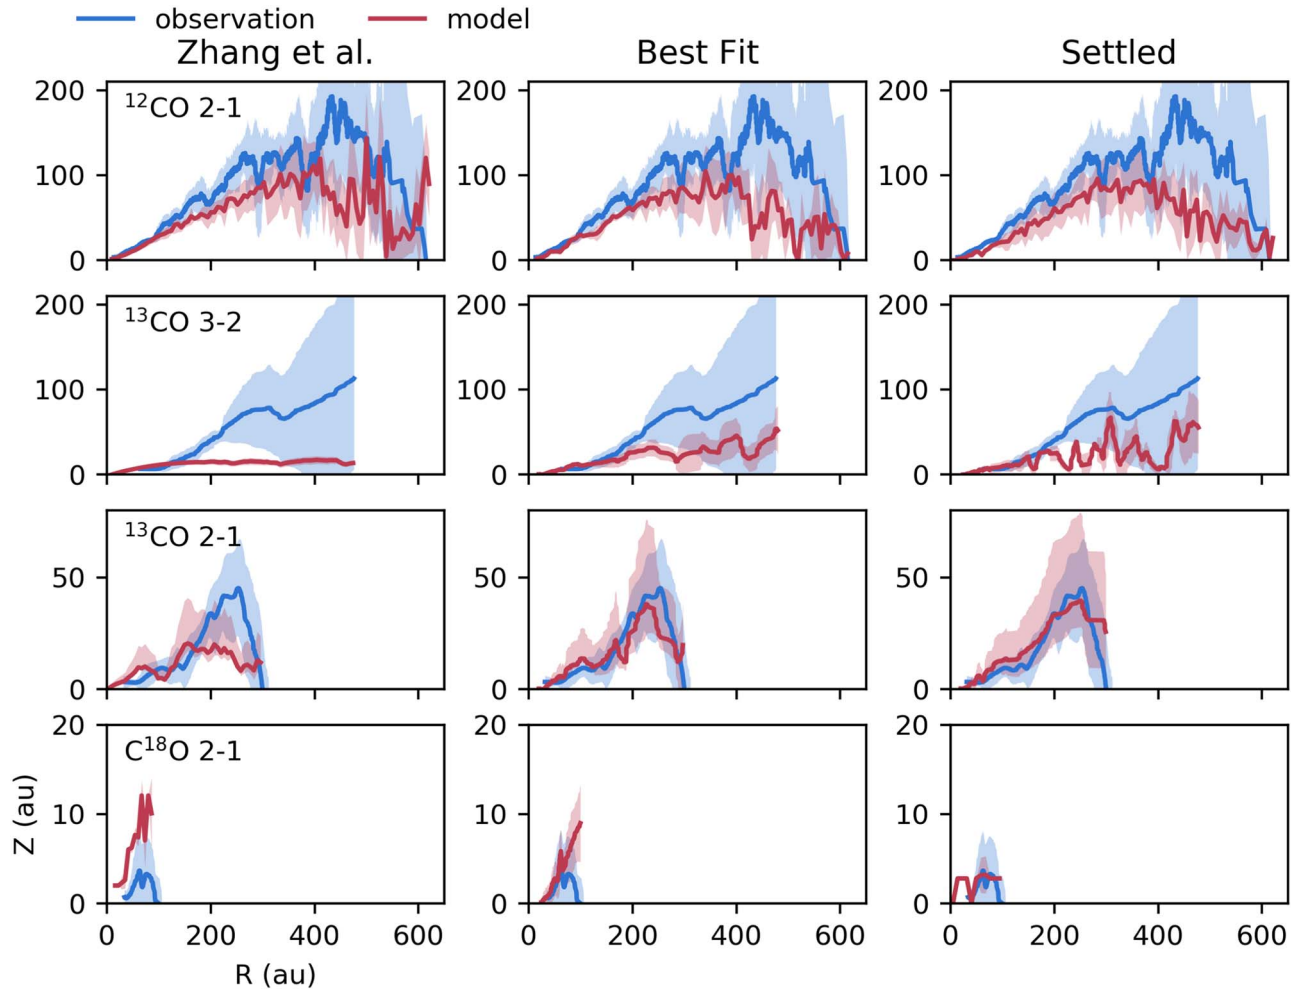 observation model
Zhang et al. Best Fit Settled
¹²CO 2-1
200 200 200
100 100 100
0 0 0
¹³CO 3-2
200 200 200
100 100 100
0 0 0
¹³CO 2-1
50 50 50
0 0 0
C¹⁸O 2-1
20 20 20
10 10 10
0 0 0
Z (au)
0 200 400 600 0 200 400 600 0 200 400 600
R (au)